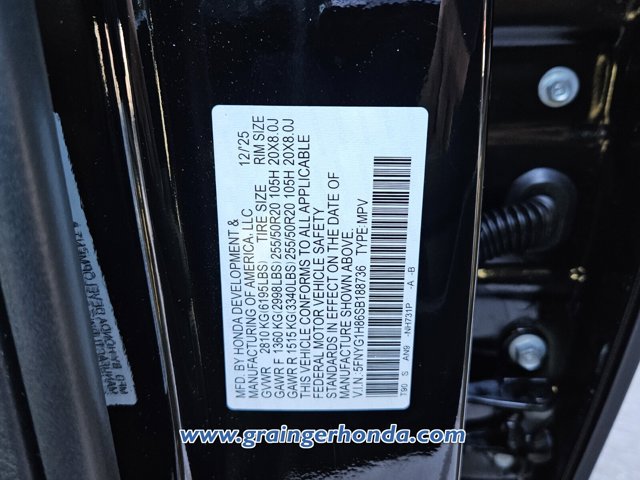 MFD. BY HONDA DEVELOPMENT &
MANUFACTURING OF AMERICA, LLC 12/'25
GVWR 2810KG(6195LBS) TIRE SIZE RIM SIZE
GAWR F 1360KG(2998LBS) 255/50R20 105H 20X8.0J
GAWR R 1515KG(3340LBS) 255/50R20 105H 20X8.0J
THIS VEHICLE CONFORMS TO ALL APPLICABLE
FEDERAL MOTOR VEHICLE SAFETY
STANDARDS IN EFFECT ON THE DATE OF
MANUFACTURE SHOWN ABOVE.
V.I.N. 5FNYG1H86SB188736 TYPE:MPV
T90 S AN9 -NH731P -A -B
www.graingerhonda.com